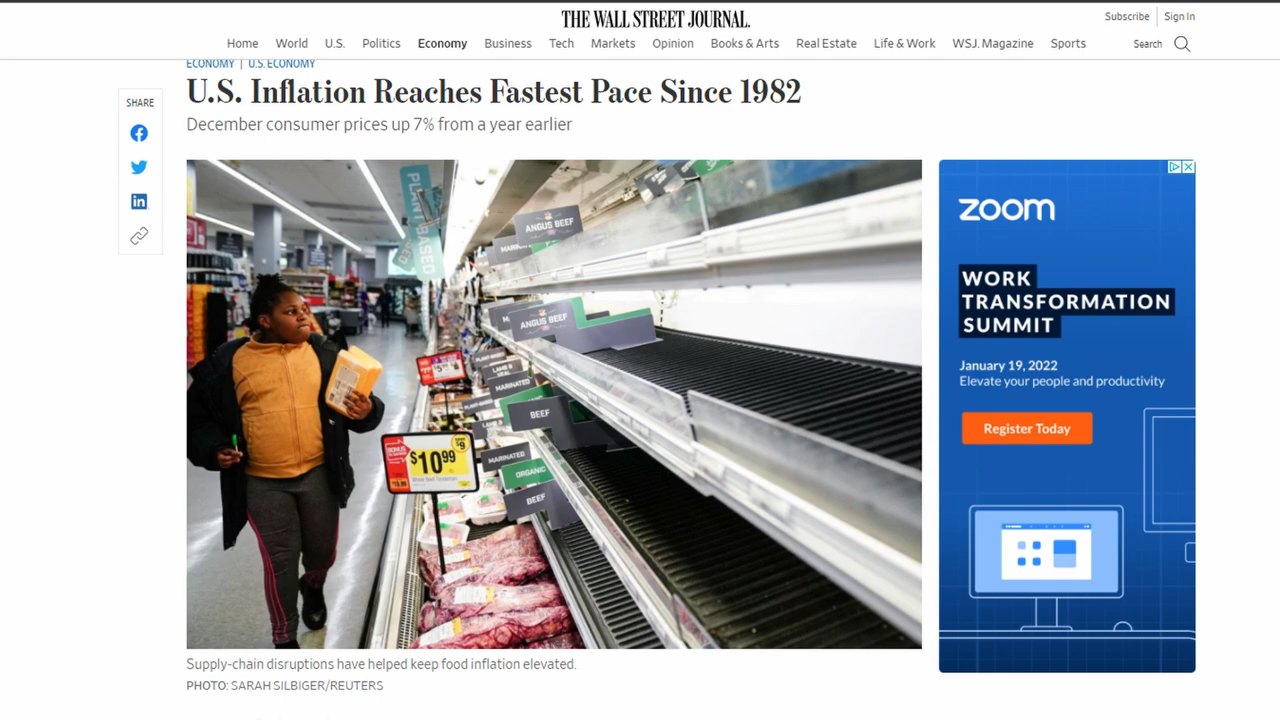 THE WALL STREET JOURNAL.
Subscribe
Sign In
Home World U.S. Politics Economy Business Tech Markets Opinion Books & Arts Real Estate Life & Work WSJ. Magazine Sports
Search
ECONOMY | U.S. ECONOMY
U.S. Inflation Reaches Fastest Pace Since 1982
December consumer prices up 7% from a year earlier
SHARE
PLANT BASED
ANGUS BEEF
ANGUS BEEF
MARINATED
BEEF
MARINATED
ORGANIC
BEEF
$10.99
zoom
WORK
TRANSFORMATION
SUMMIT
January 19, 2022
Elevate your people and productivity
Register Today
Supply-chain disruptions have helped keep food inflation elevated.
PHOTO: SARAH SILBIGER/REUTERS